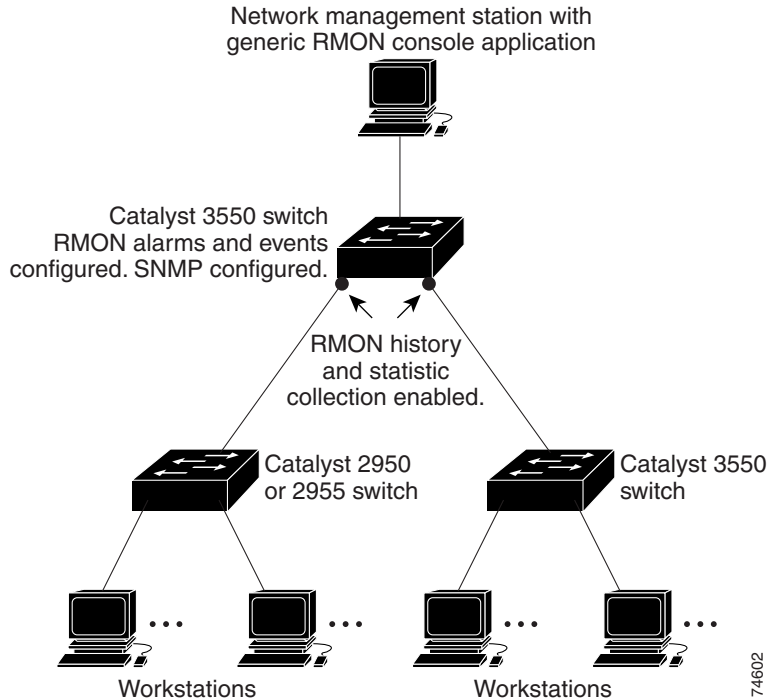 Network management station with
generic RMON console application
Catalyst 3550 switch
RMON alarms and events
configured. SNMP configured.
RMON history
and statistic
collection enabled.
Catalyst 2950
or 2955 switch
Catalyst 3550
switch
Workstations
Workstations
74602